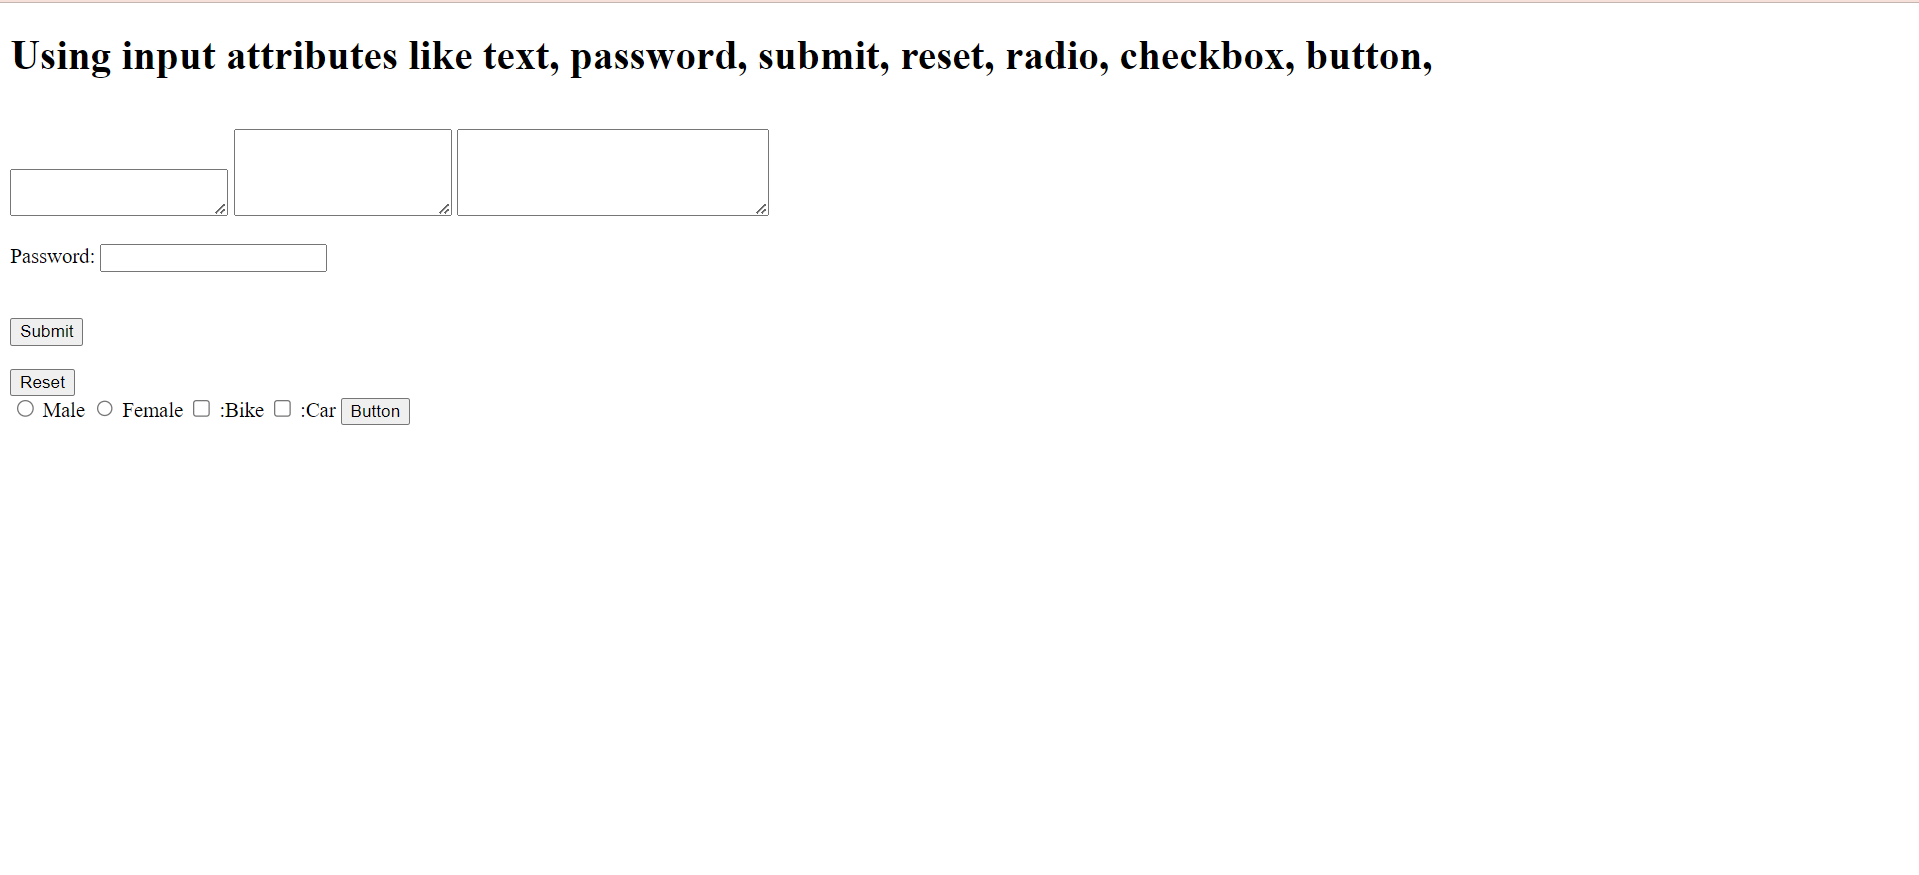 Using input attributes like text, password, submit, reset, radio, checkbox, button,
Password:
Submit
Reset
Male Female :Bike :Car Button